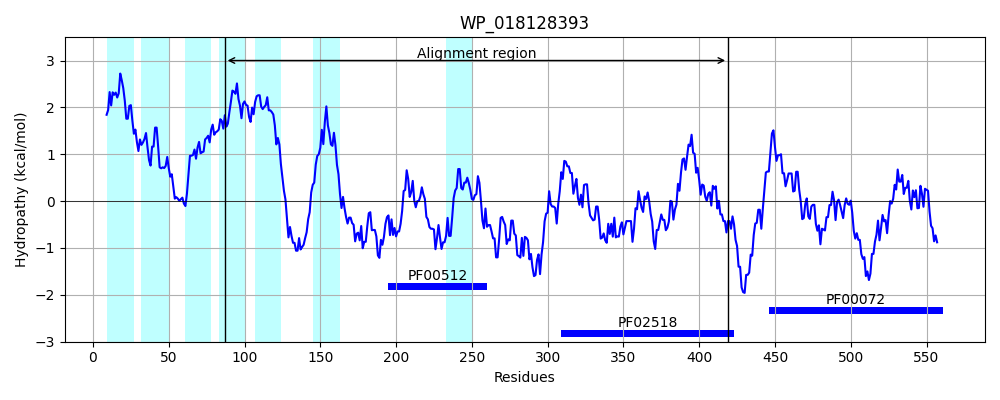 WP_018128393
Alignment region
3
2
1
0
−1
−2
−3
Hydropathy (kcal/mol)
PF00512
PF00072
PF02518
0 50 100 150 200 250 300 350 400 450 500 550
Residues